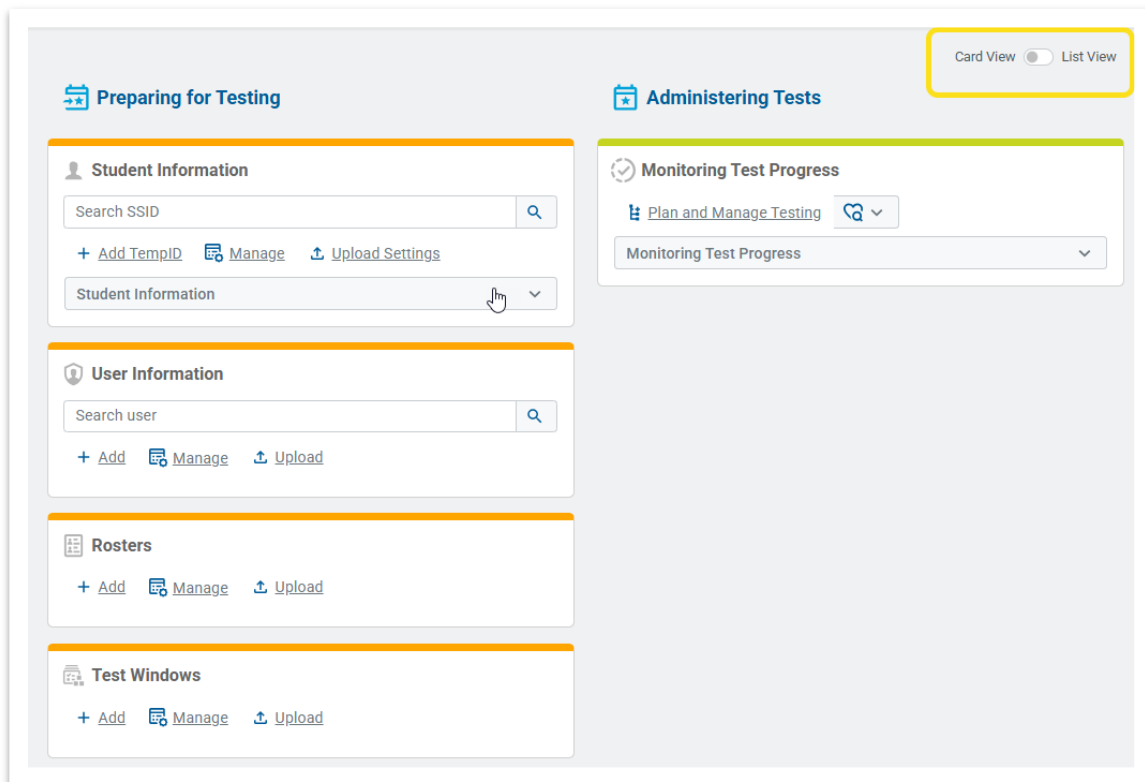 Card View List View
Preparing for Testing
Student Information
Search SSID
Add TempID Manage Upload Settings
Student Information
User Information
Search user
Add Manage Upload
Rosters
Add Manage Upload
Test Windows
Add Manage Upload
Administering Tests
Monitoring Test Progress
Plan and Manage Testing
Monitoring Test Progress